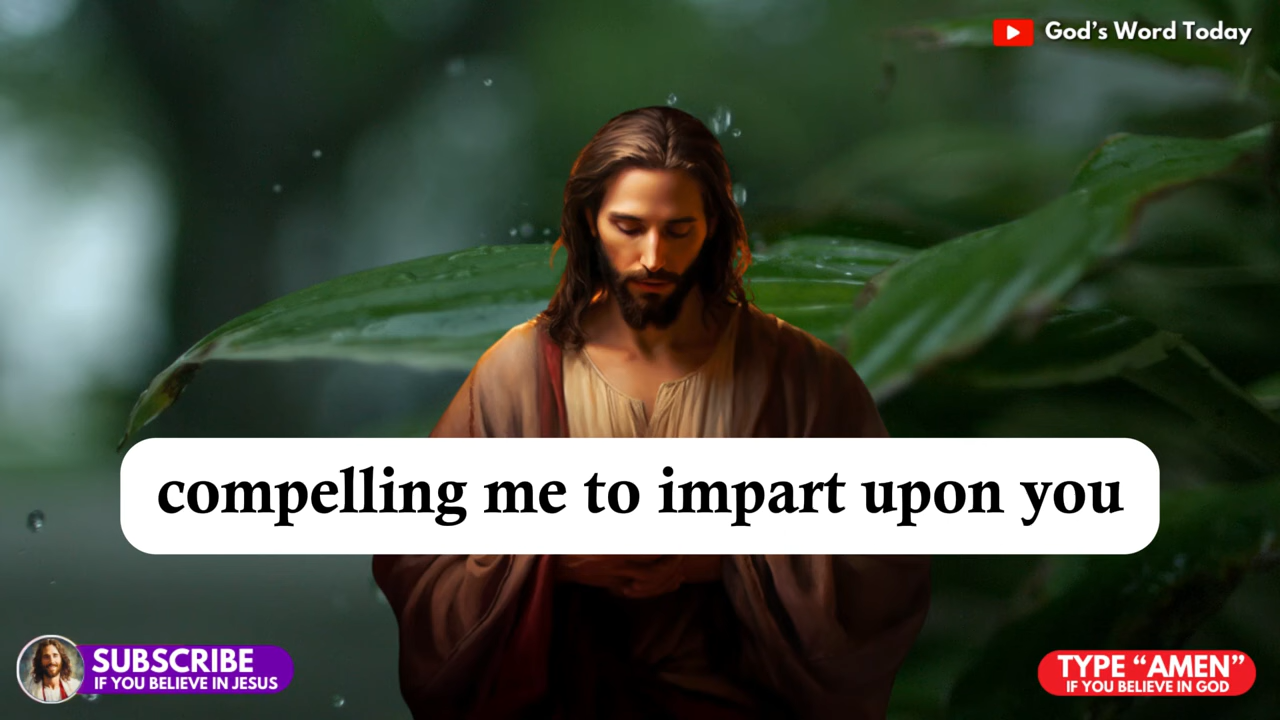 God's Word Today
compelling me to impart upon you
SUBSCRIBE
IF YOU BELIEVE IN JESUS
TYPE “AMEN”
IF YOU BELIEVE IN GOD